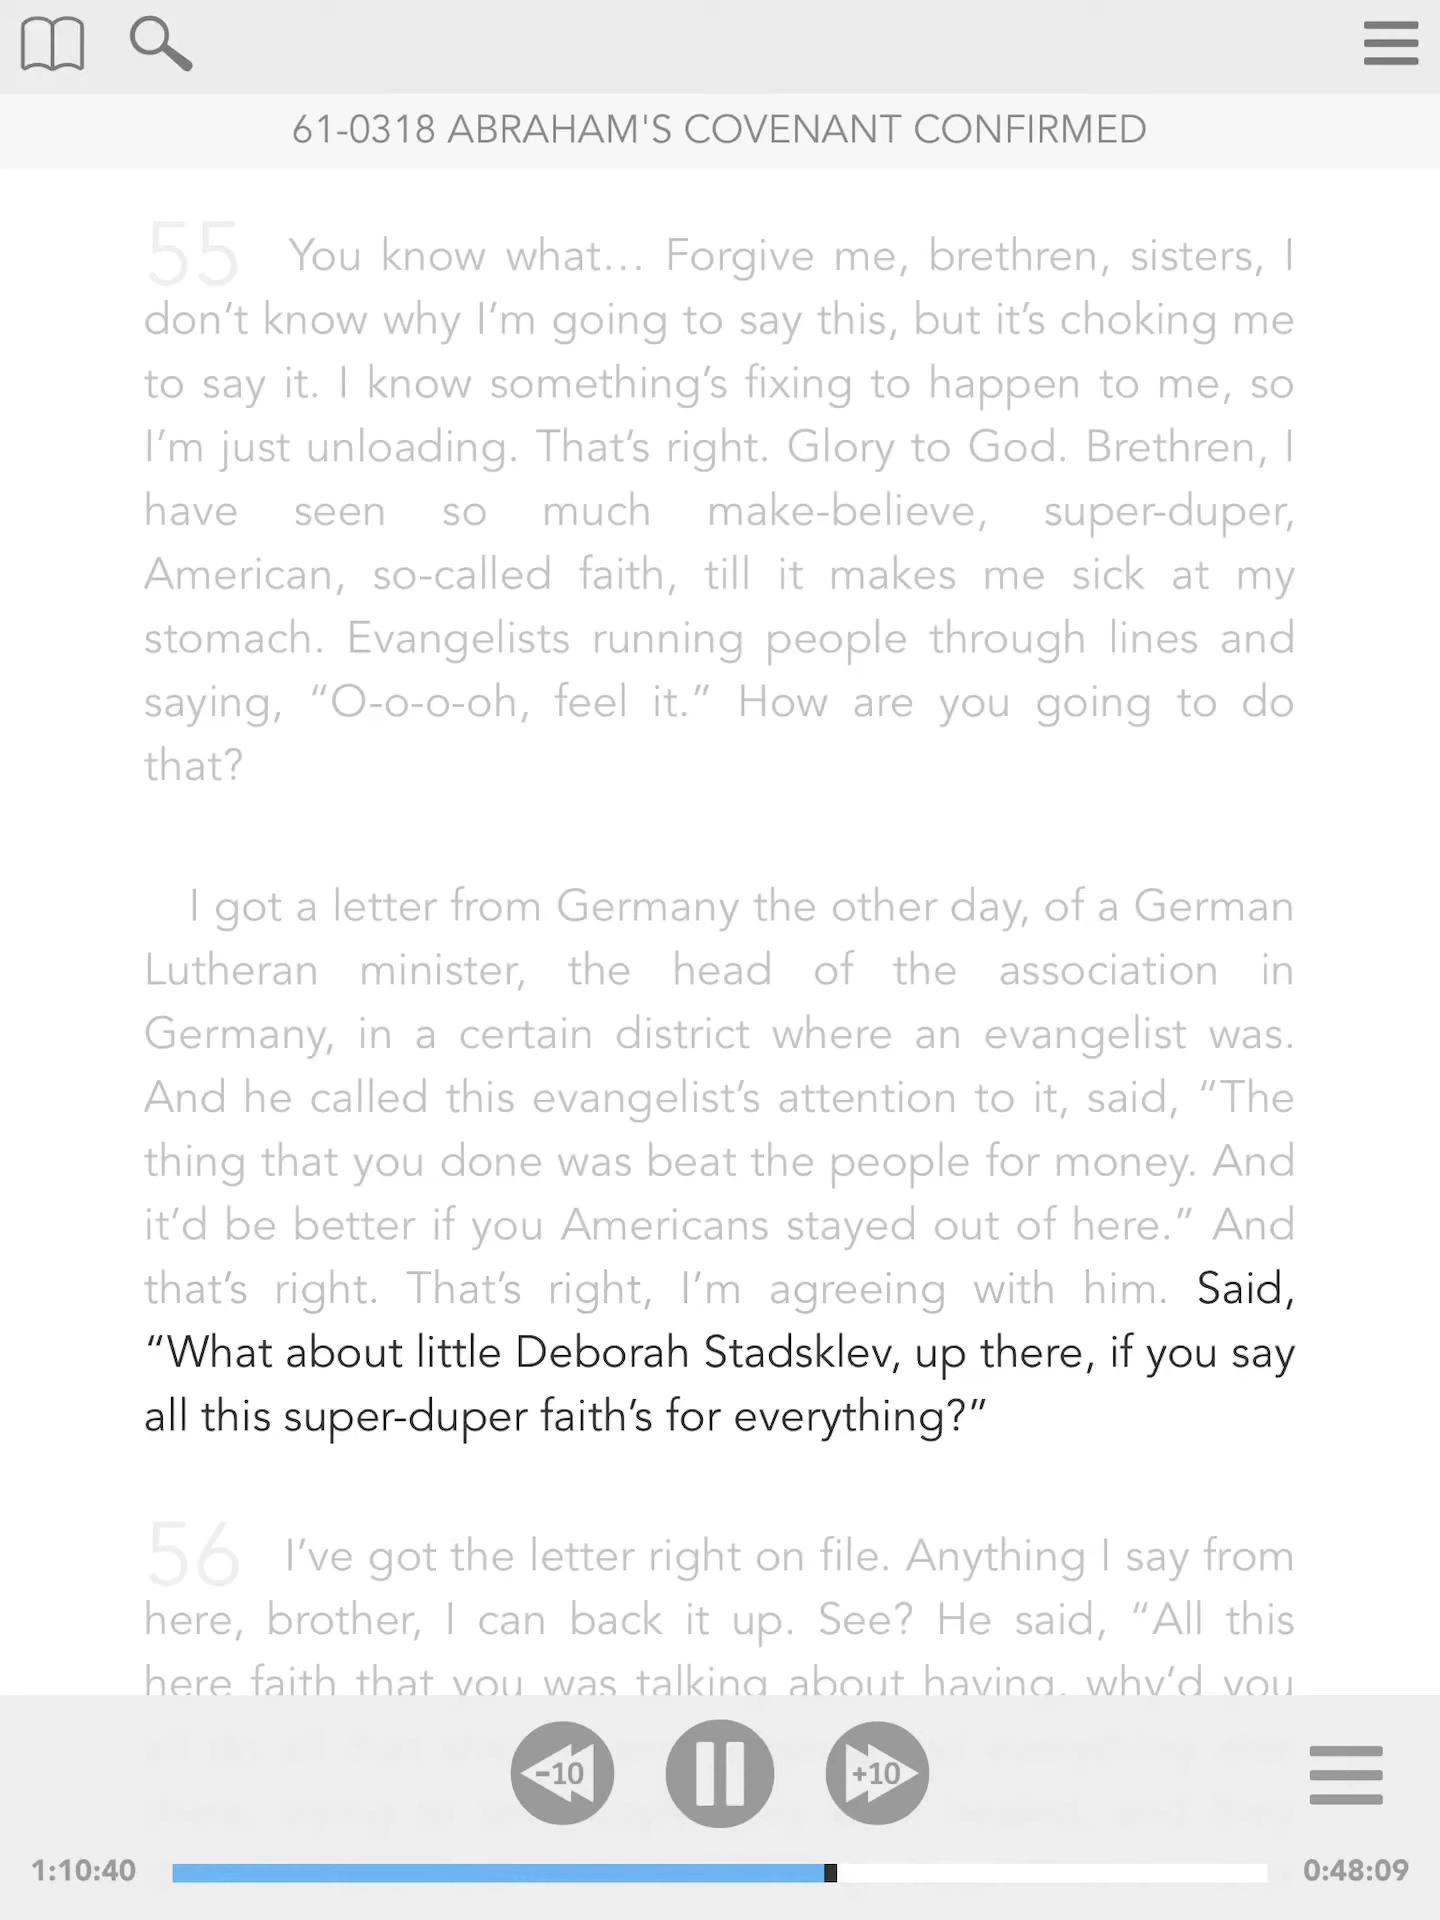 61-0318 ABRAHAM'S COVENANT CONFIRMED
55 You know what… Forgive me, brethren, sisters, I
don’t know why I’m going to say this, but it’s choking me
to say it. I know something’s fixing to happen to me, so
I’m just unloading. That’s right. Glory to God. Brethren, I
have seen so much make-believe, super-duper,
American, so-called faith, till it makes me sick at my
stomach. Evangelists running people through lines and
saying, “O-o-o-oh, feel it.” How are you going to do
that?
I got a letter from Germany the other day, of a German
Lutheran minister, the head of the association in
Germany, in a certain district where an evangelist was.
And he called this evangelist’s attention to it, said, “The
thing that you done was beat the people for money. And
it’d be better if you Americans stayed out of here.” And
that’s right. That’s right, I’m agreeing with him. Said,
“What about little Deborah Stadsklev, up there, if you say
all this super-duper faith’s for everything?”
56 I’ve got the letter right on file. Anything I say from
here, brother, I can back it up. See? He said, “All this
here faith that you was talking about having, why’d you
-10 +10
1:10:40 0:48:09